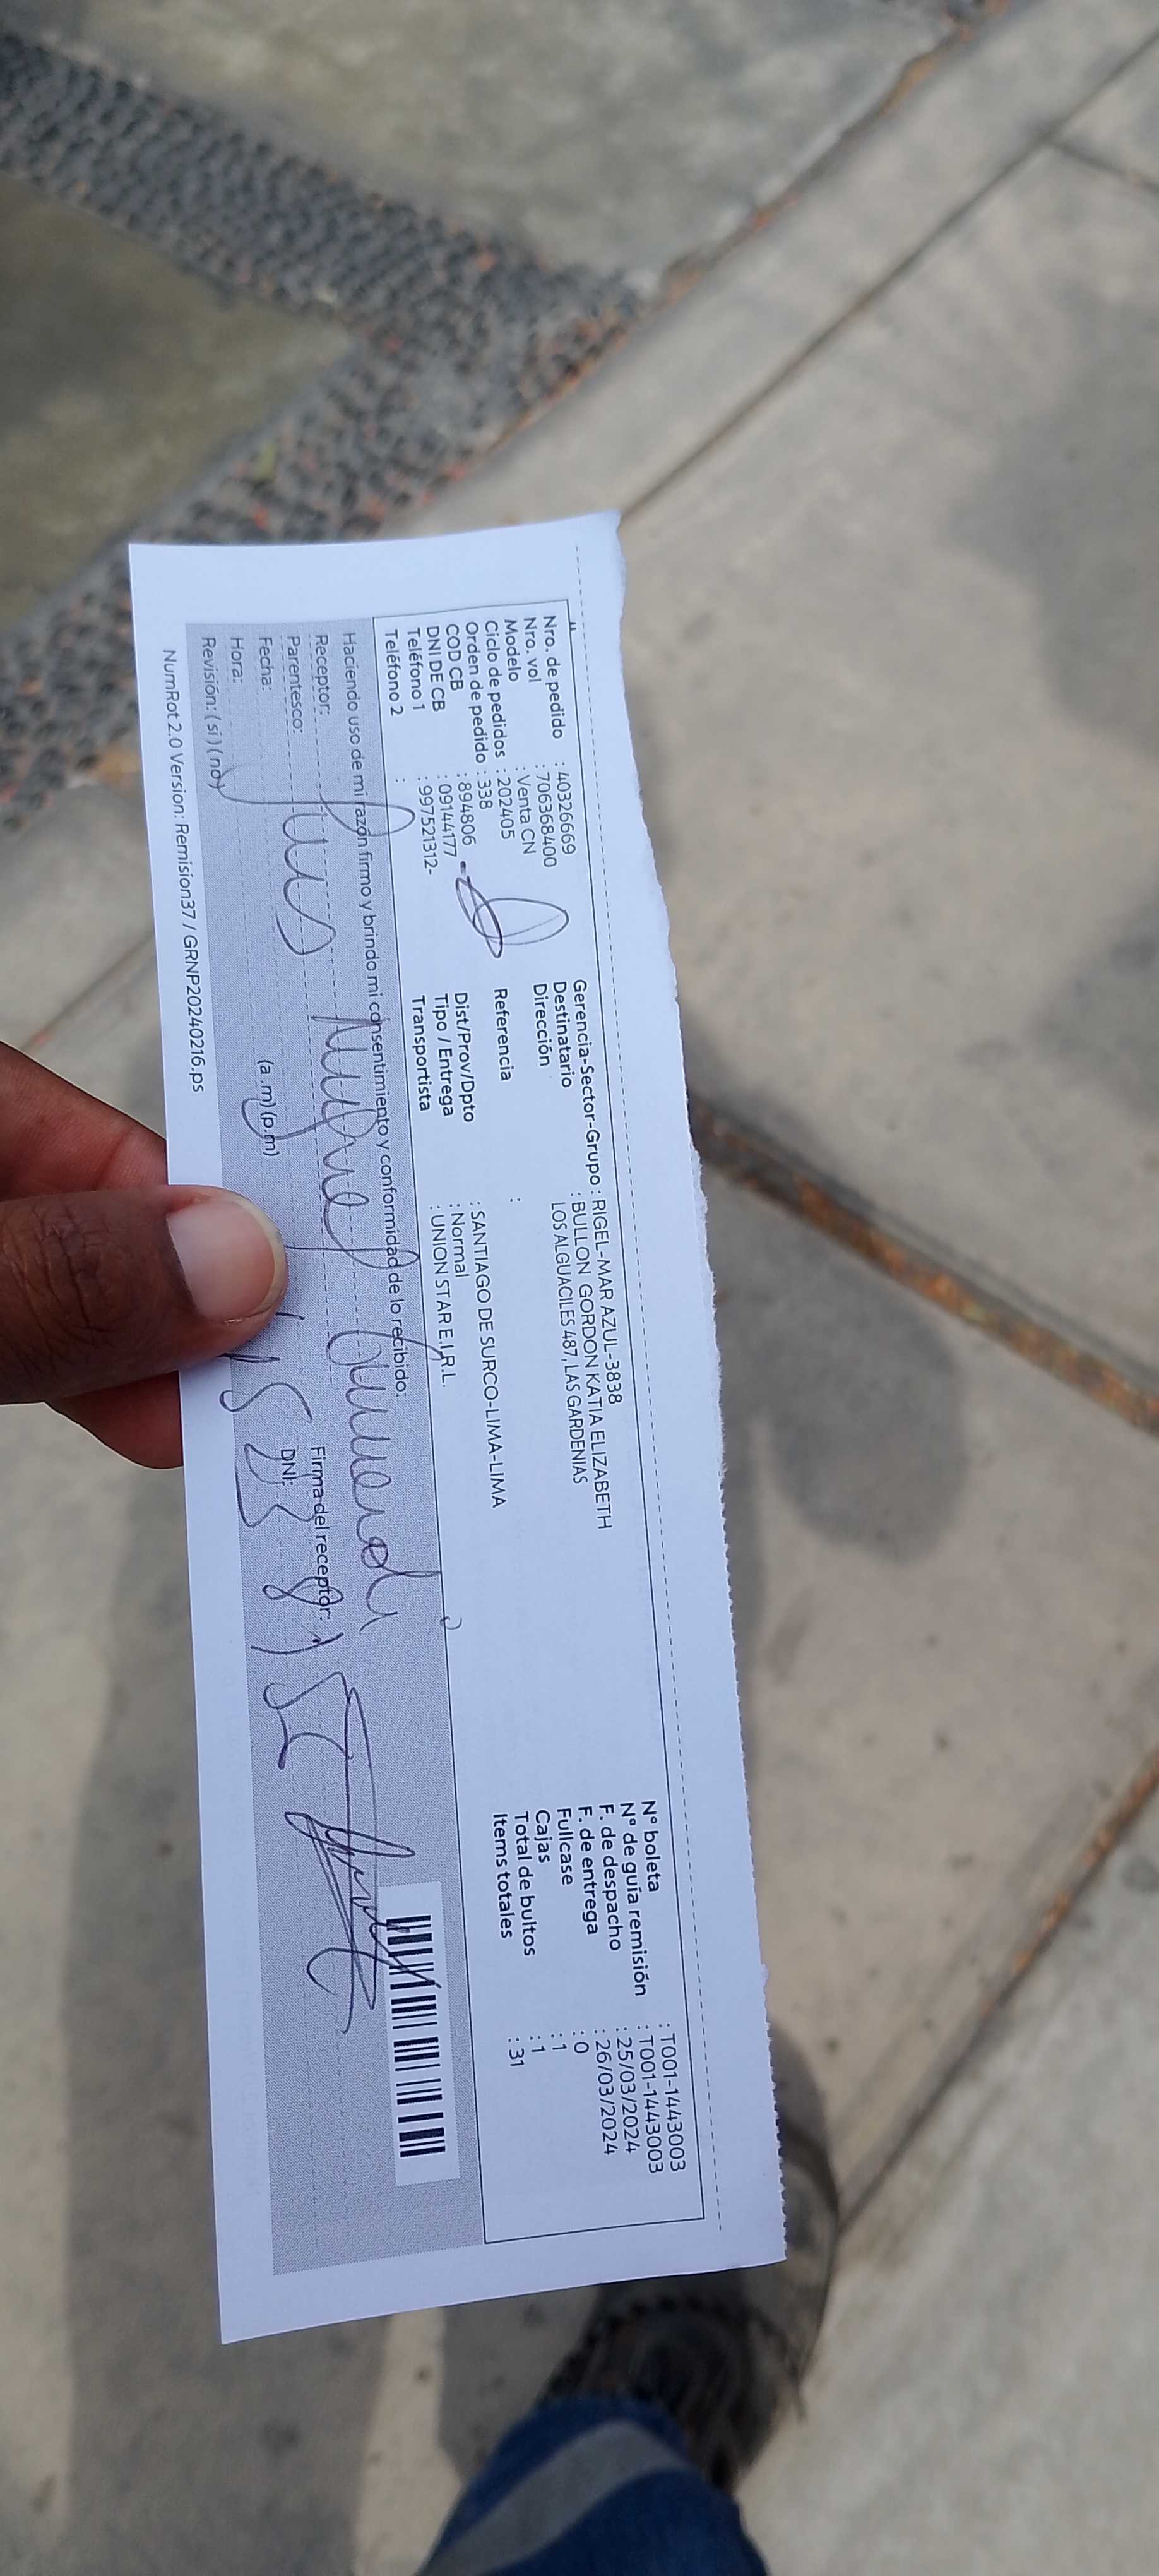 Nro. de pedido : 40326669
Nro. vol : 706368400
Modelo : Venta CN
Ciclo de pedidos : 202405
Orden de pedido : 338
COD CB : 894806
DNI DE CB : 09144177
Teléfono 1 : 997521312-
Teléfono 2 :
Gerencia-Sector-Grupo : RIGEL-MAR AZUL-3838
Destinatario : BULLON GORDON KATIA ELIZABETH
Dirección LOS ALGUACILES 487, LAS GARDENIAS
Referencia :
Dist/Prov/Dpto : SANTIAGO DE SURCO-LIMA-LIMA
Tipo / Entrega : Normal
Transportista : UNION STAR E.I.R.L.
N° boleta : T001-1443003
N° de guía remisión : T001-1443003
F. de despacho : 25/03/2024
F. de entrega : 26/03/2024
Fullcase : 0
Cajas : 1
Total de bultos : 1
Items totales : 31
Haciendo uso de mi razón firmo y brindo mi consentimiento y conformidad de lo recibido:
Receptor:
Parentesco:
Fecha:
Hora: (a.m) (p.m)
Revisión: (si) (no)
Firma del receptor:
DNI:
NumRot.2.0 Version: Remision37 / GRNP20240216.ps